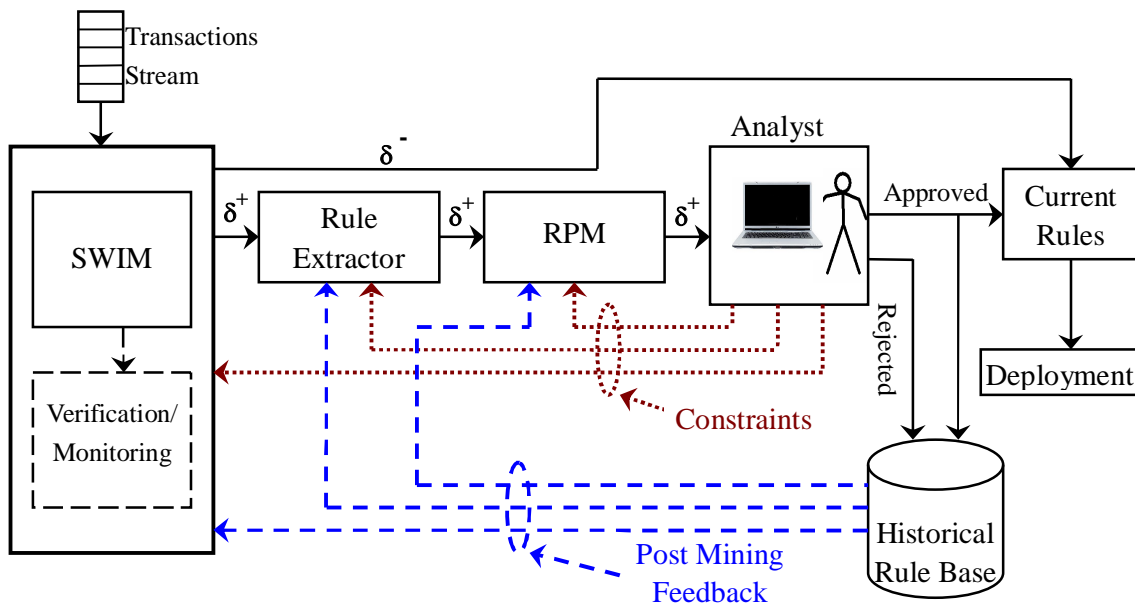 Transactions
Stream
Analyst
δ-
Approved
δ+
Rule
Extractor
δ+
RPM
δ+
Current
Rules
SWIM
Rejected
Deployment
Verification/
Monitoring
Constraints
Post Mining
Feedback
Historical
Rule Base